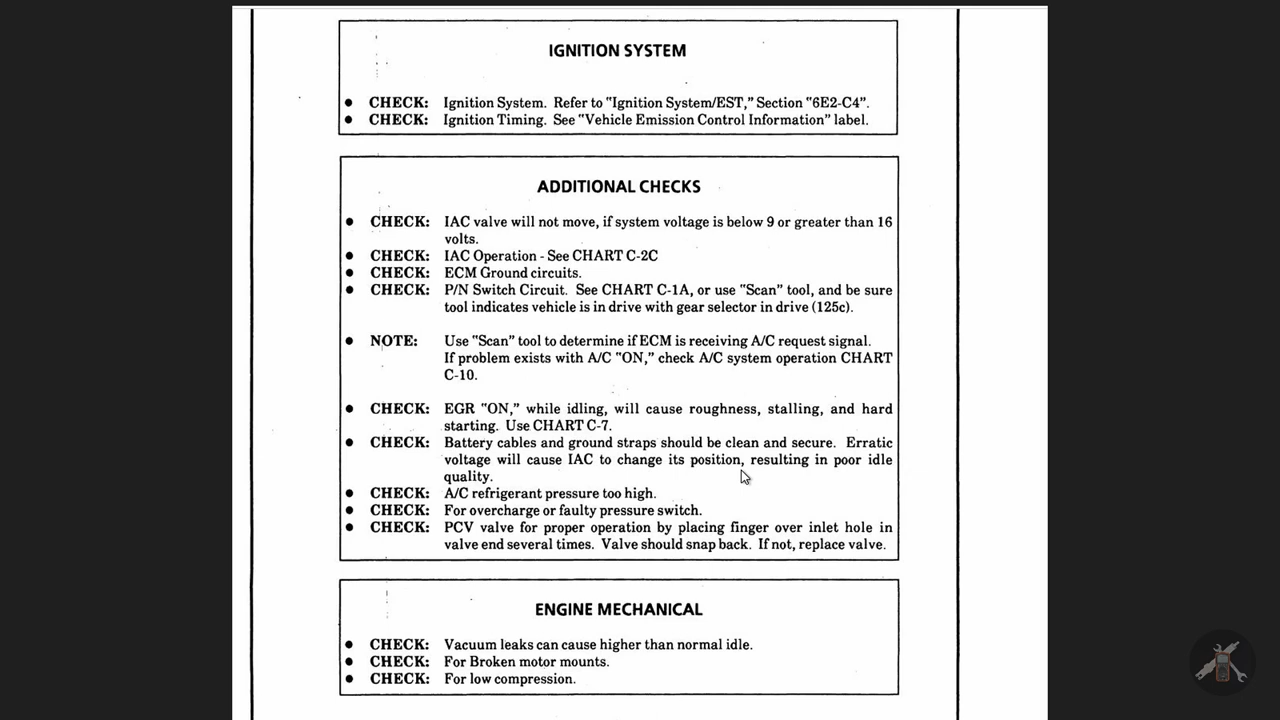 IGNITION SYSTEM
● CHECK: Ignition System. Refer to "Ignition System/EST," Section "6E2-C4".
● CHECK: Ignition Timing. See "Vehicle Emission Control Information" label.
ADDITIONAL CHECKS
● CHECK: IAC valve will not move, if system voltage is below 9 or greater than 16
volts.
● CHECK: IAC Operation - See CHART C-2C
● CHECK: ECM Ground circuits.
● CHECK: P/N Switch Circuit. See CHART C-1A, or use "Scan" tool, and be sure
tool indicates vehicle is in drive with gear selector in drive (125c).
● NOTE: Use "Scan" tool to determine if ECM is receiving A/C request signal.
If problem exists with A/C "ON," check A/C system operation CHART
C-10.
● CHECK: EGR "ON," while idling, will cause roughness, stalling, and hard
starting. Use CHART C-7.
● CHECK: Battery cables and ground straps should be clean and secure. Erratic
voltage will cause IAC to change its position, resulting in poor idle
quality.
● CHECK: A/C refrigerant pressure too high.
● CHECK: For overcharge or faulty pressure switch.
● CHECK: PCV valve for proper operation by placing finger over inlet hole in
valve end several times. Valve should snap back. If not, replace valve.
ENGINE MECHANICAL
● CHECK: Vacuum leaks can cause higher than normal idle.
● CHECK: For Broken motor mounts.
● CHECK: For low compression.